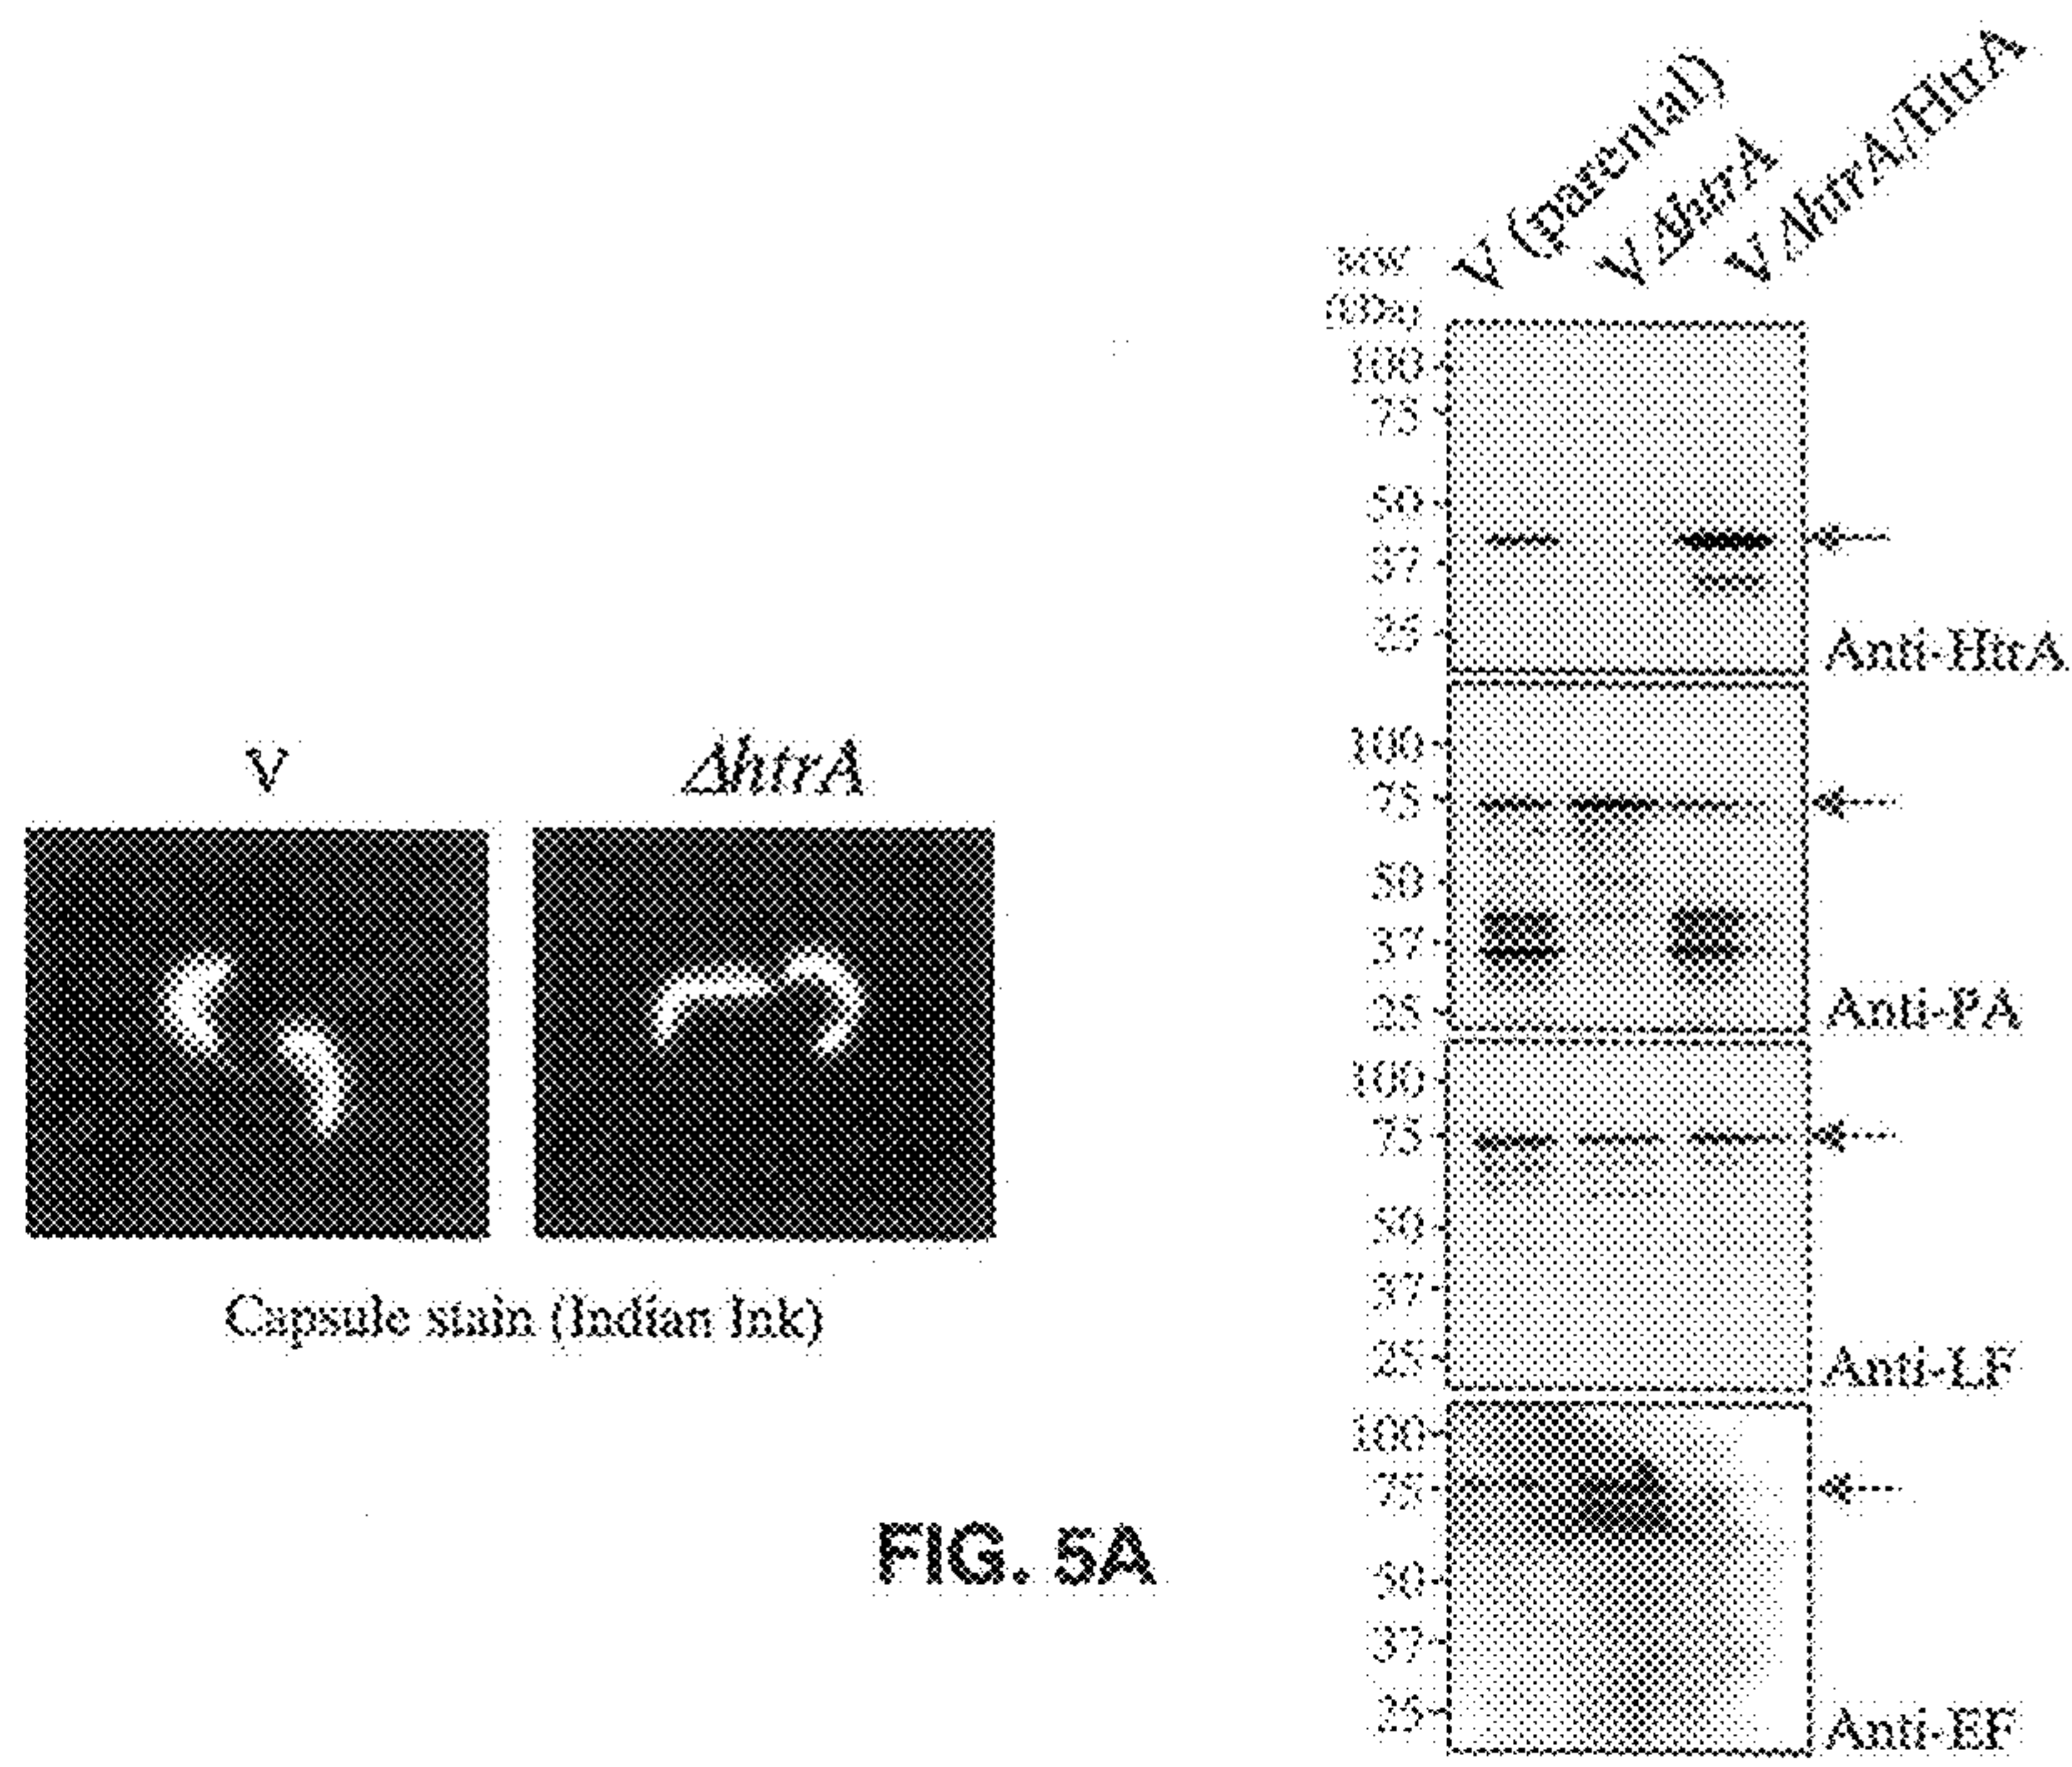 V
ΔhtrA
Capsule stain (Indian Ink)
FIG. 5A
V (parental)
V ΔhtrA
V ΔhtrA/HtrA
MW
(kDa)
100
75
50
37
25
Anti-HtrA
100
75
50
37
25
Anti-PA
100
75
50
37
25
Anti-LF
100
75
50
37
25
Anti-EF